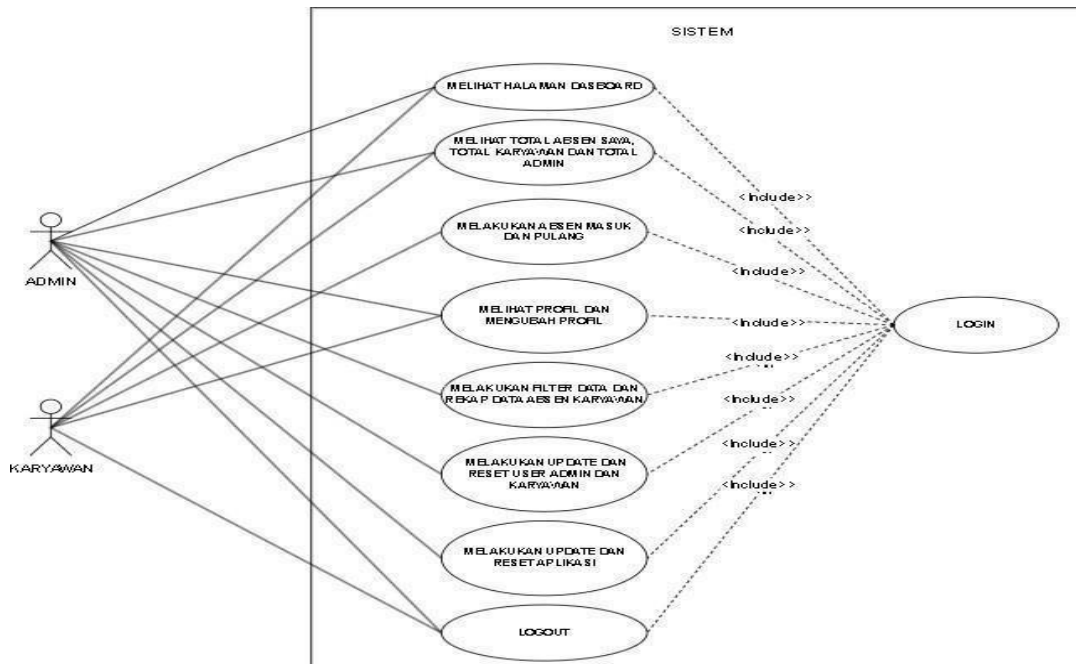 SISTEM
MELIHAT HALAMAN DASBOARD
MELIHAT TOTAL ABSEN SAYA,
TOTAL KARYAWAN DAN TOTAL
ADMIN
<Include>>
<Include>>
MELAKUKAN ABSEN MASUK
DAN PULANG
<Include>>
ADMIN
MELIHAT PROFIL DAN
MENGUBAH PROFIL
<Include>>
LOGIN
<Include>>
MELAKUKAN FILTER DATA DAN
REKAP DATA ABSEN KARYAWAN
<Include>>
KARYAWAN
MELAKUKAN UPDATE DAN
RESET USER ADMIN DAN
KARYAWAN
<Include>>
<Include>>
MELAKUKAN UPDATE DAN
RESET APLIKASI
LOGOUT